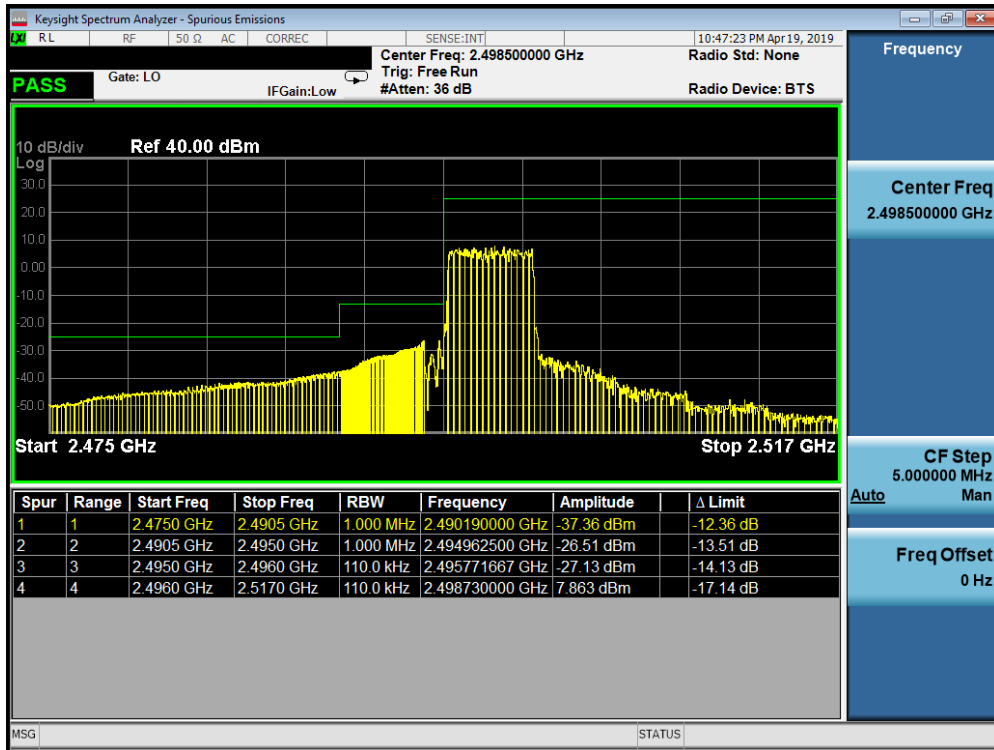 Keysight Spectrum Analyzer - Spurious Emissions
LXI RL RF 50 Ω AC CORREC SENSE:INT 10:47:23 PM Apr 19, 2019
Center Freq: 2.498500000 GHz Radio Std: None
Gate: LO Trig: Free Run
PASS IFGain:Low #Atten: 36 dB Radio Device: BTS
10 dB/div Ref 40.00 dBm
Log
30.0
20.0
10.0
0.00
-10.0
-20.0
-30.0
-40.0
-50.0
Start 2.475 GHz Stop 2.517 GHz
Spur Range Start Freq Stop Freq RBW Frequency Amplitude Δ Limit
1 1 2.4750 GHz 2.4905 GHz 1.000 MHz 2.490190000 GHz -37.36 dBm -12.36 dB
2 2 2.4905 GHz 2.4950 GHz 1.000 MHz 2.494962500 GHz -26.51 dBm -13.51 dB
3 3 2.4950 GHz 2.4960 GHz 110.0 kHz 2.495771667 GHz -27.13 dBm -14.13 dB
4 4 2.4960 GHz 2.5170 GHz 110.0 kHz 2.498730000 GHz 7.863 dBm -17.14 dB
MSG STATUS
Frequency
Center Freq
2.498500000 GHz
CF Step
5.000000 MHz
Auto Man
Freq Offset
0 Hz